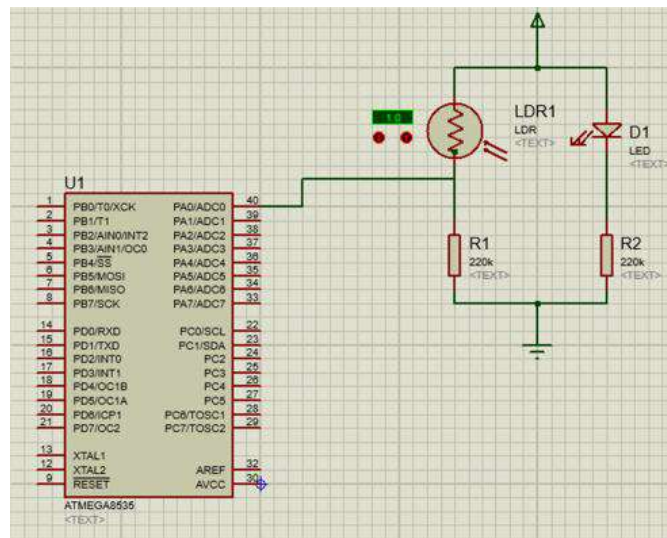 1.0
LDR1
LDR
<TEXT>
D1
LED
<TEXT>
U1
1 PB0/T0/XCK PA0/ADC0 40
2 PB1/T1 PA1/ADC1 39
3 PB2/AIN0/INT2 PA2/ADC2 38
4 PB3/AIN1/OC0 PA3/ADC3 37
5 PB4/SS PA4/ADC4 36
6 PB5/MOSI PA5/ADC5 35
7 PB6/MISO PA6/ADC6 34
8 PB7/SCK PA7/ADC7 33
R1
220k
<TEXT>
R2
220k
<TEXT>
14 PD0/RXD PC0/SCL 22
15 PD1/TXD PC1/SDA 23
16 PD2/INT0 PC2 24
17 PD3/INT1 PC3 25
18 PD4/OC1B PC4 26
19 PD5/OC1A PC5 27
20 PD6/ICP1 PC6/TOSC1 28
21 PD7/OC2 PC7/TOSC2 29
13 XTAL1
12 XTAL2 AREF 32
9 RESET AVCC 30
ATMEGA8535
<TEXT>